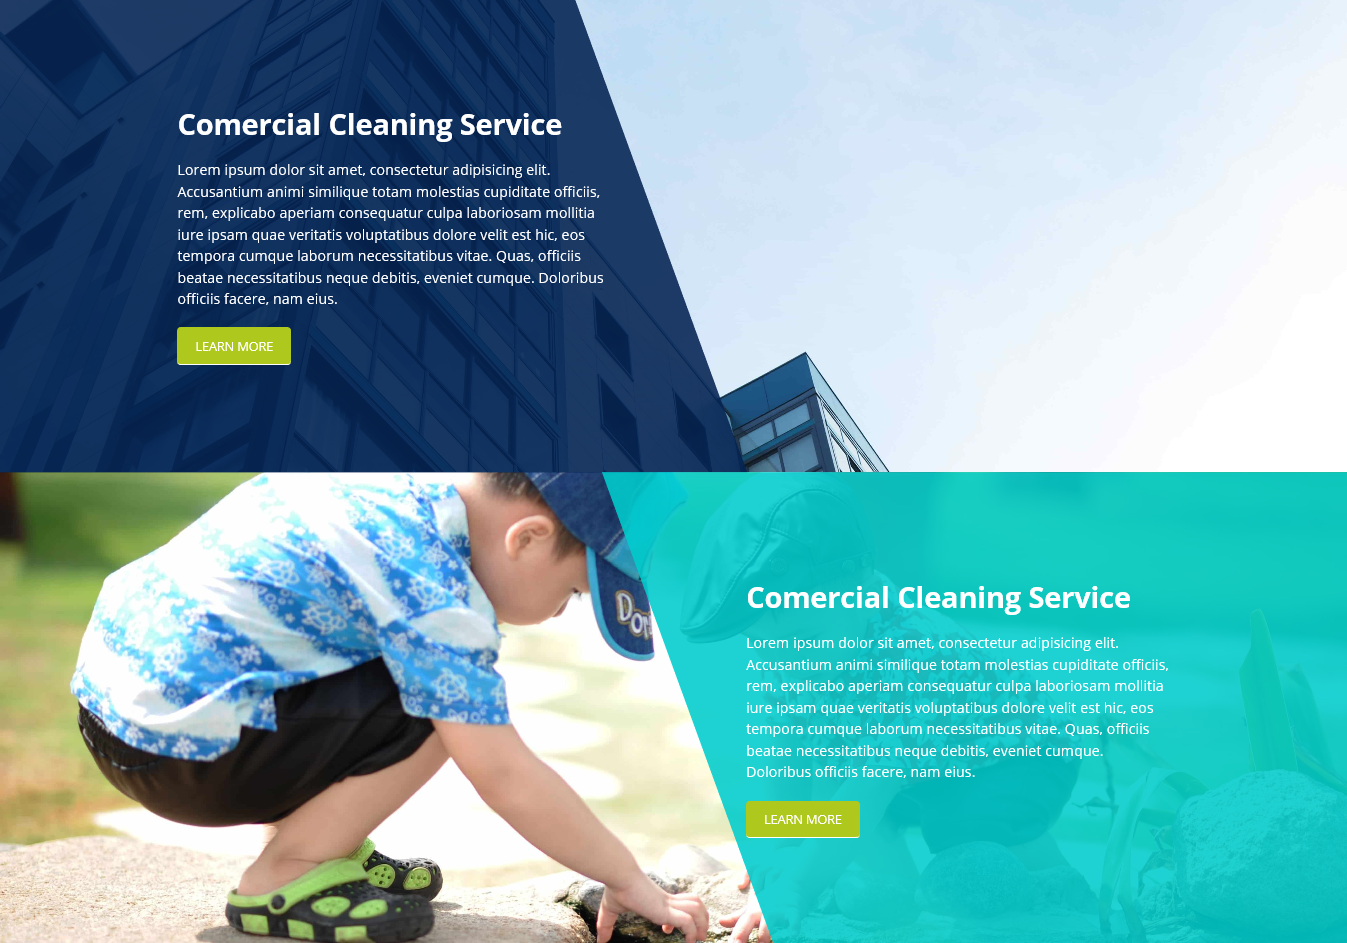 Comercial Cleaning Service
Lorem ipsum dolor sit amet, consectetur adipisicing elit.
Accusantium animi similique totam molestias cupiditate officiis,
rem, explicabo aperiam consequatur culpa laboriosam mollitia
iure ipsam quae veritatis voluptatibus dolore velit est hic, eos
tempora cumque laborum necessitatibus vitae. Quas, officiis
beatae necessitatibus neque debitis, eveniet cumque. Doloribus
officiis facere, nam eius.
LEARN MORE
Comercial Cleaning Service
Lorem ipsum dolor sit amet, consectetur adipisicing elit.
Accusantium animi similique totam molestias cupiditate officiis,
rem, explicabo aperiam consequatur culpa laboriosam mollitia
iure ipsam quae veritatis voluptatibus dolore velit est hic, eos
tempora cumque laborum necessitatibus vitae. Quas, officiis
beatae necessitatibus neque debitis, eveniet cumque.
Doloribus officiis facere, nam eius.
LEARN MORE